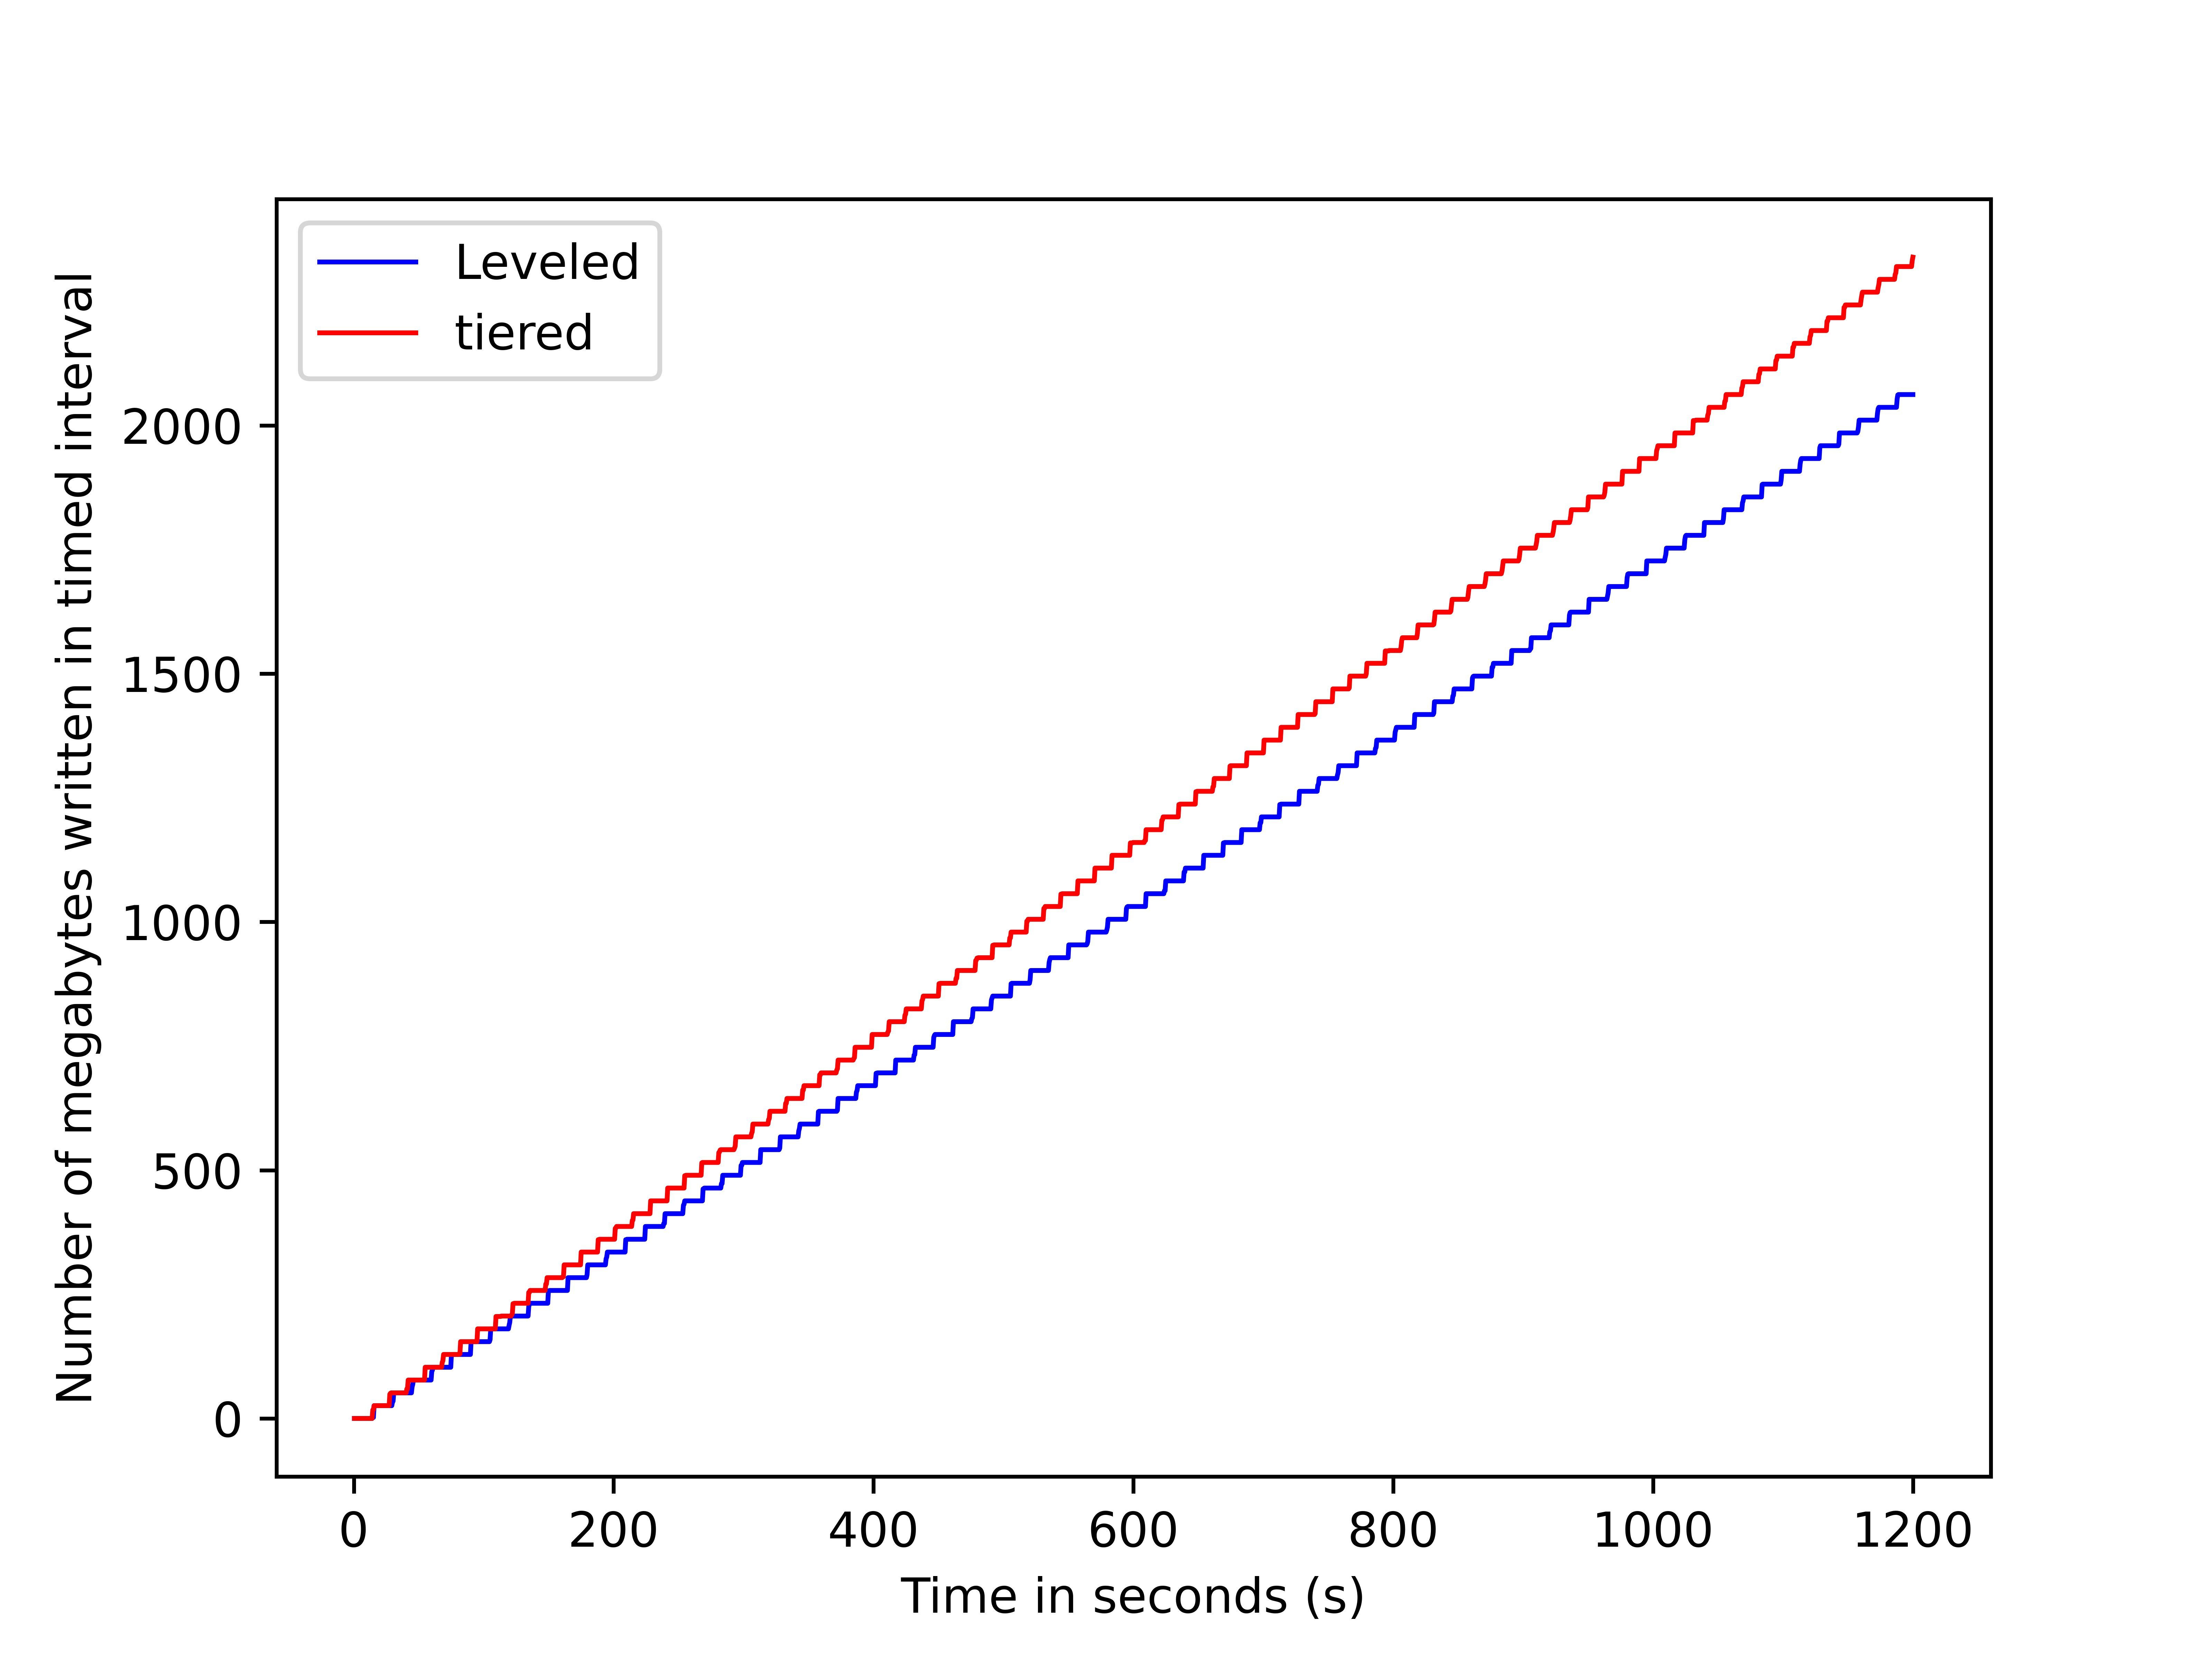 Leveled
tiered
Number of megabytes written in timed interval
2000
1500
1000
500
0
0 200 400 600 800 1000 1200
Time in seconds (s)